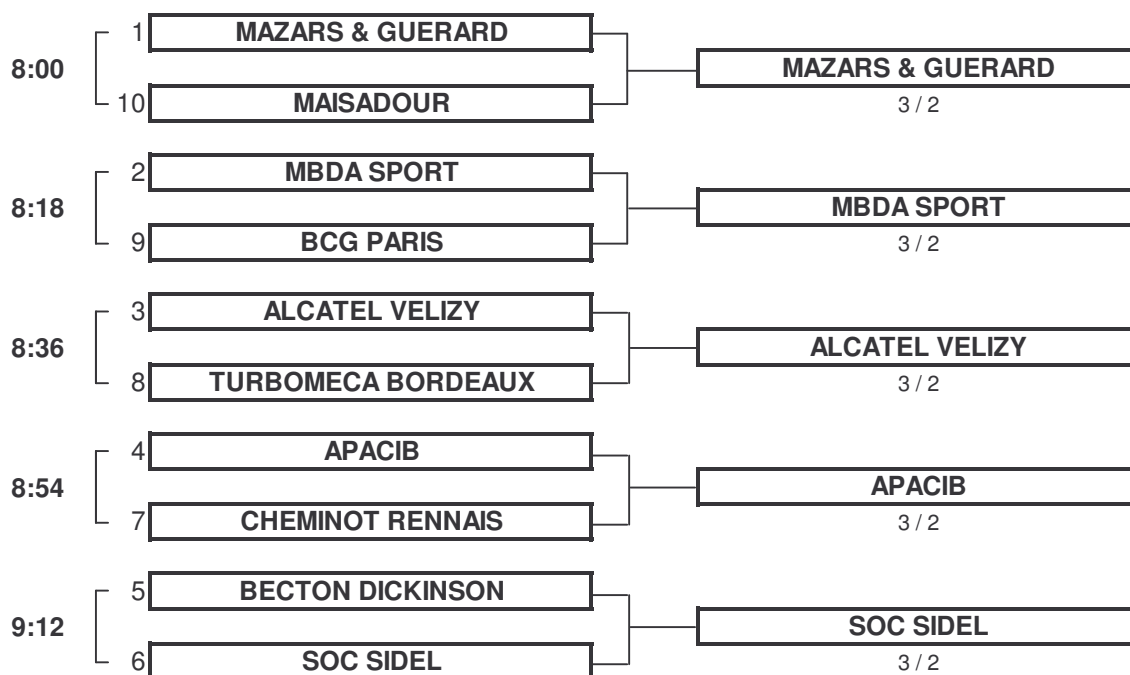 1 MAZARS & GUERARD
8:00 MAZARS & GUERARD
10 MAISADOUR 3 / 2
2 MBDA SPORT
8:18 MBDA SPORT
9 BCG PARIS 3 / 2
3 ALCATEL VELIZY
8:36 ALCATEL VELIZY
8 TURBOMECA BORDEAUX 3 / 2
4 APACIB
8:54 APACIB
7 CHEMINOT RENNAIS 3 / 2
5 BECTON DICKINSON
9:12 SOC SIDEL
6 SOC SIDEL 3 / 2